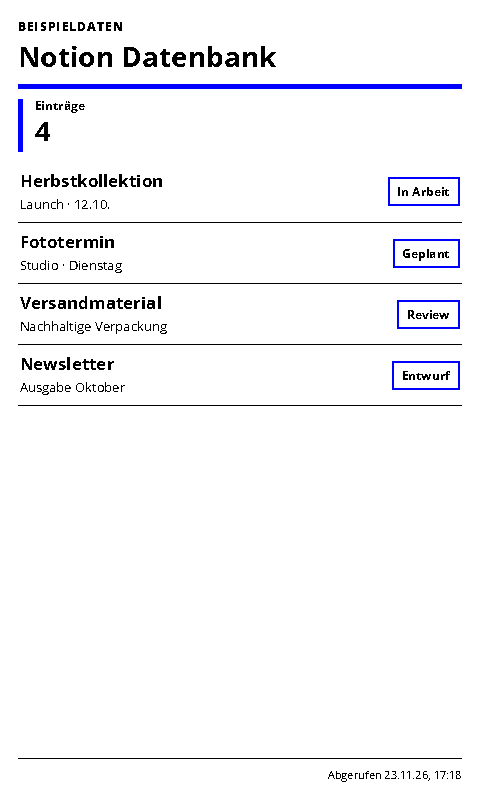 BEISPIELDATEN
Notion Datenbank
Einträge
4
Herbstkollektion
Launch · 12.10.
In Arbeit
Fototermin
Studio · Dienstag
Geplant
Versandmaterial
Nachhaltige Verpackung
Review
Newsletter
Ausgabe Oktober
Entwurf
Abgerufen 23.11.26, 17:18